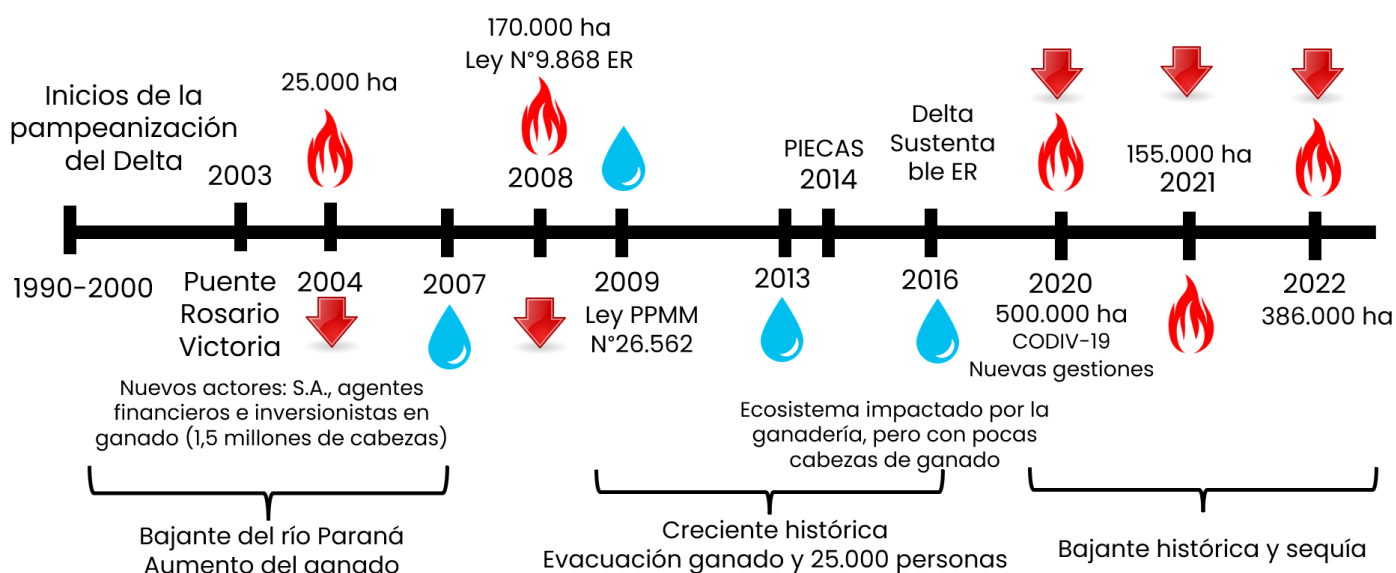 Inicios de la
pampeanización
del Delta
1990-2000
2003
Puente
Rosario
Victoria
25.000 ha
2004
Nuevos actores: S.A., agentes
financieros e inversionistas en
ganado (1,5 millones de cabezas)
2007
Bajante del río Paraná
Aumento del ganado
170.000 ha
Ley N°9.868 ER
2008
2009
Ley PPMM
N°26.562
2013
PIECAS
2014
Delta
Sustenta
ble ER
2016
Ecosistema impactado por la
ganadería, pero con pocas
cabezas de ganado
Creciente histórica
Evacuación ganado y 25.000 personas
2020
500.000 ha
CODIV-19
Nuevas gestiones
155.000 ha
2021
2022
386.000 ha
Bajante histórica y sequía